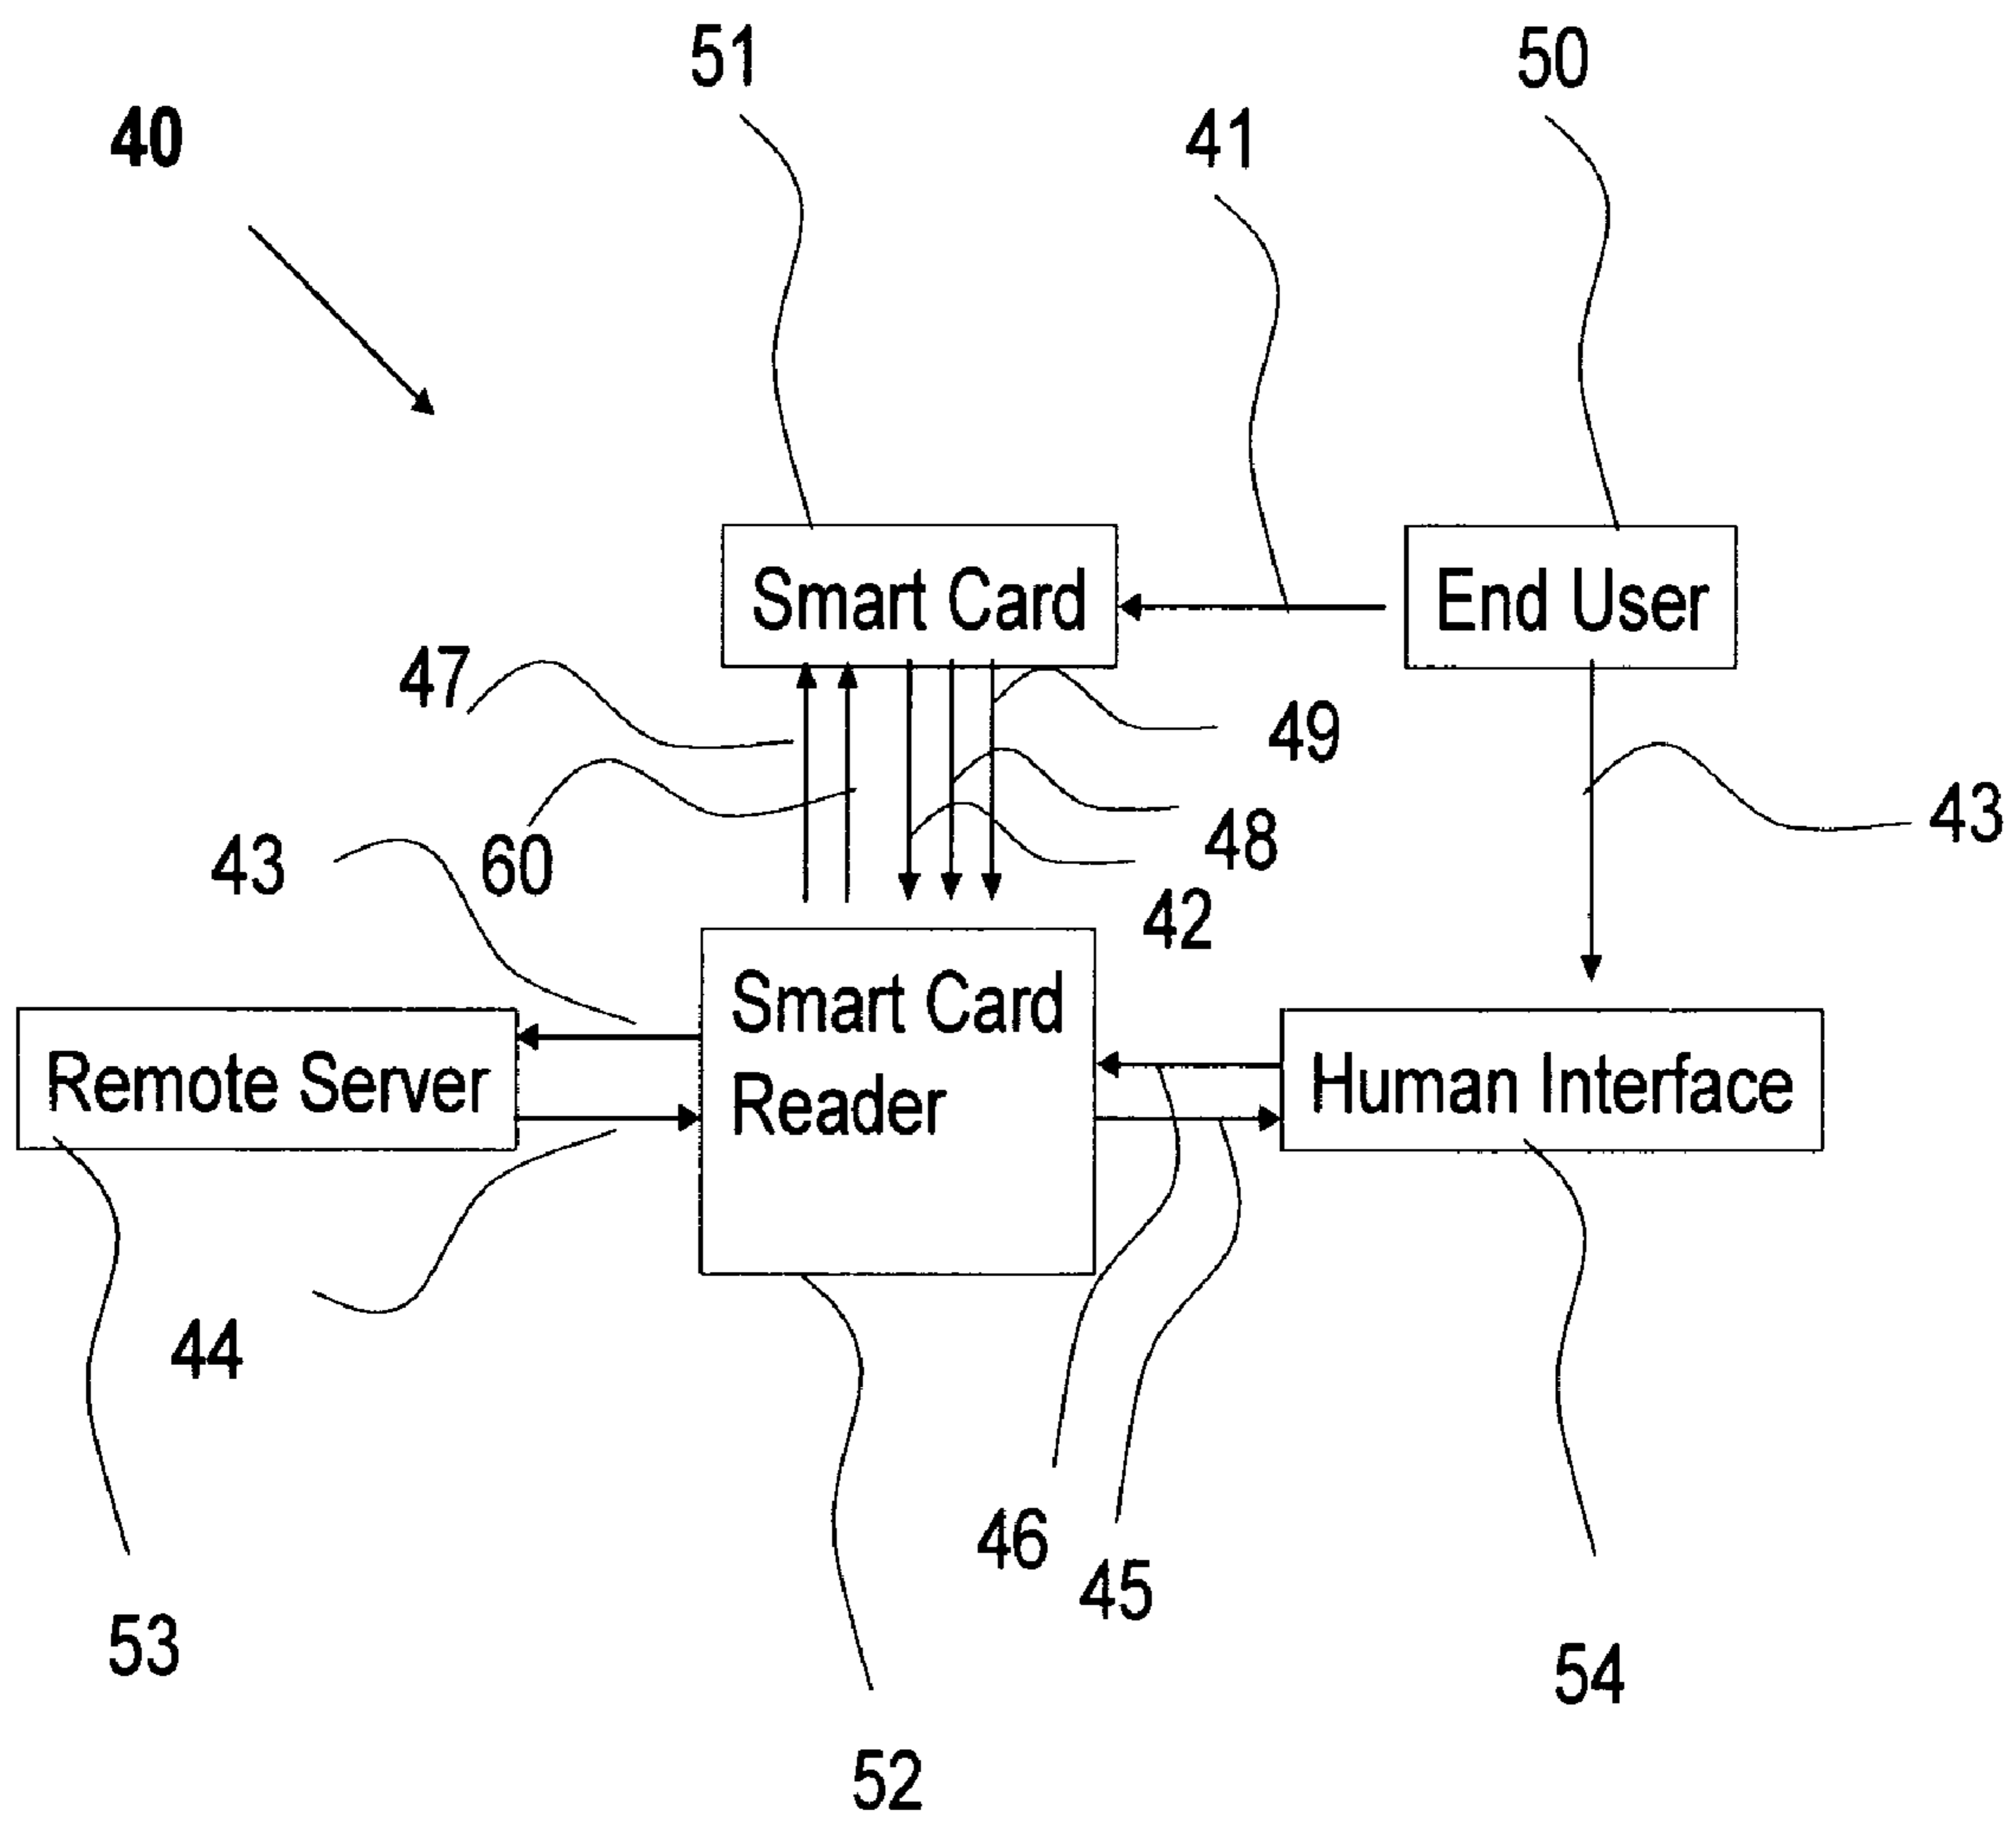 51
50
40
41
Smart Card
End User
47
49
43
48
43
60
42
Smart Card
Reader
Remote Server
Human Interface
44
46
45
53
54
52